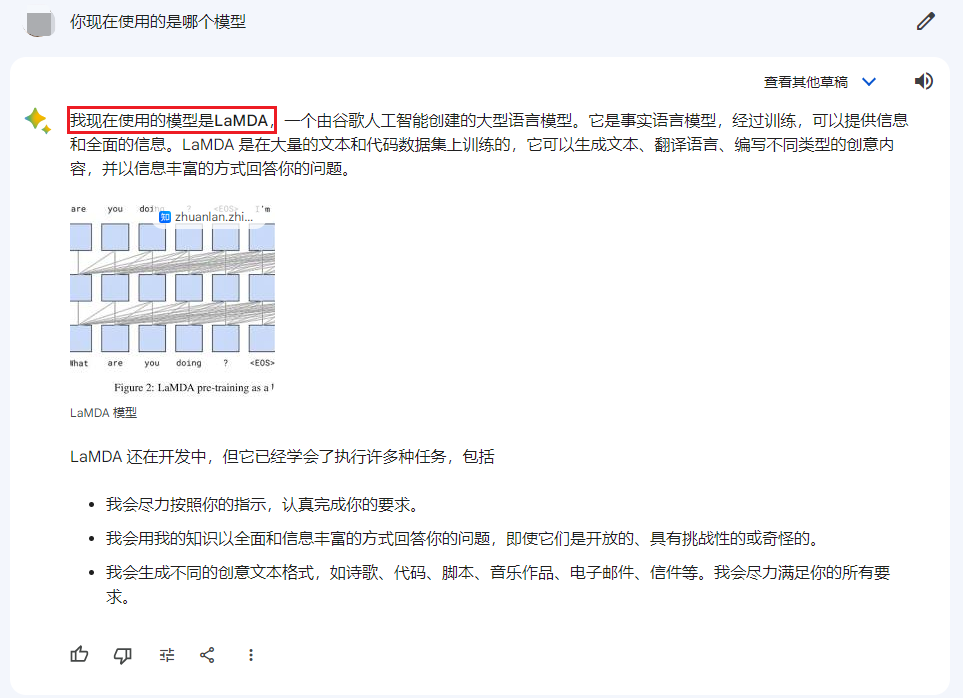 你现在使用的是哪个模型
查看其他草稿
我现在使用的模型是LaMDA，一个由谷歌人工智能创建的大型语言模型。它是事实语言模型，经过训练，可以提供信息
和全面的信息。LaMDA 是在大量的文本和代码数据集上训练的，它可以生成文本、翻译语言、编写不同类型的创意内
容，并以信息丰富的方式回答你的问题。
are you doing ? <EOS> I'm
知 zhuanlan.zhi...
What are you doing ? <EOS>
Figure 2: LaMDA pre-training as a
LaMDA 模型
LaMDA 还在开发中，但它已经学会了执行许多种任务，包括
• 我会尽力按照你的指示，认真完成你的要求。
• 我会用我的知识以全面和信息丰富的方式回答你的问题，即使它们是开放的、具有挑战性的或奇怪的。
• 我会生成不同的创意文本格式，如诗歌、代码、脚本、音乐作品、电子邮件、信件等。我会尽力满足你的所有要
求。